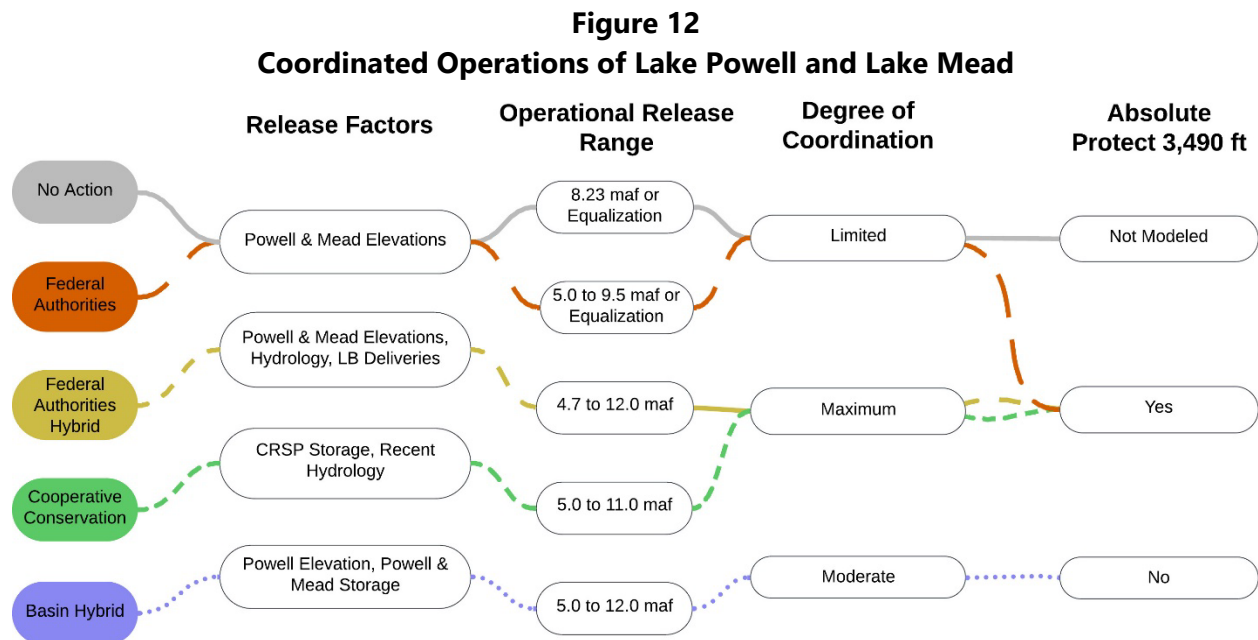 Figure 12
Coordinated Operations of Lake Powell and Lake Mead
Release Factors
Operational Release
Range
Degree of
Coordination
Absolute
Protect 3,490 ft
No Action
Federal
Authorities
Federal
Authorities
Hybrid
Cooperative
Conservation
Basin Hybrid
Powell & Mead Elevations
Powell & Mead Elevations,
Hydrology, LB Deliveries
CRSP Storage, Recent
Hydrology
Powell Elevation, Powell &
Mead Storage
8.23 maf or
Equalization
5.0 to 9.5 maf or
Equalization
4.7 to 12.0 maf
5.0 to 11.0 maf
5.0 to 12.0 maf
Limited
Maximum
Moderate
Not Modeled
Yes
No